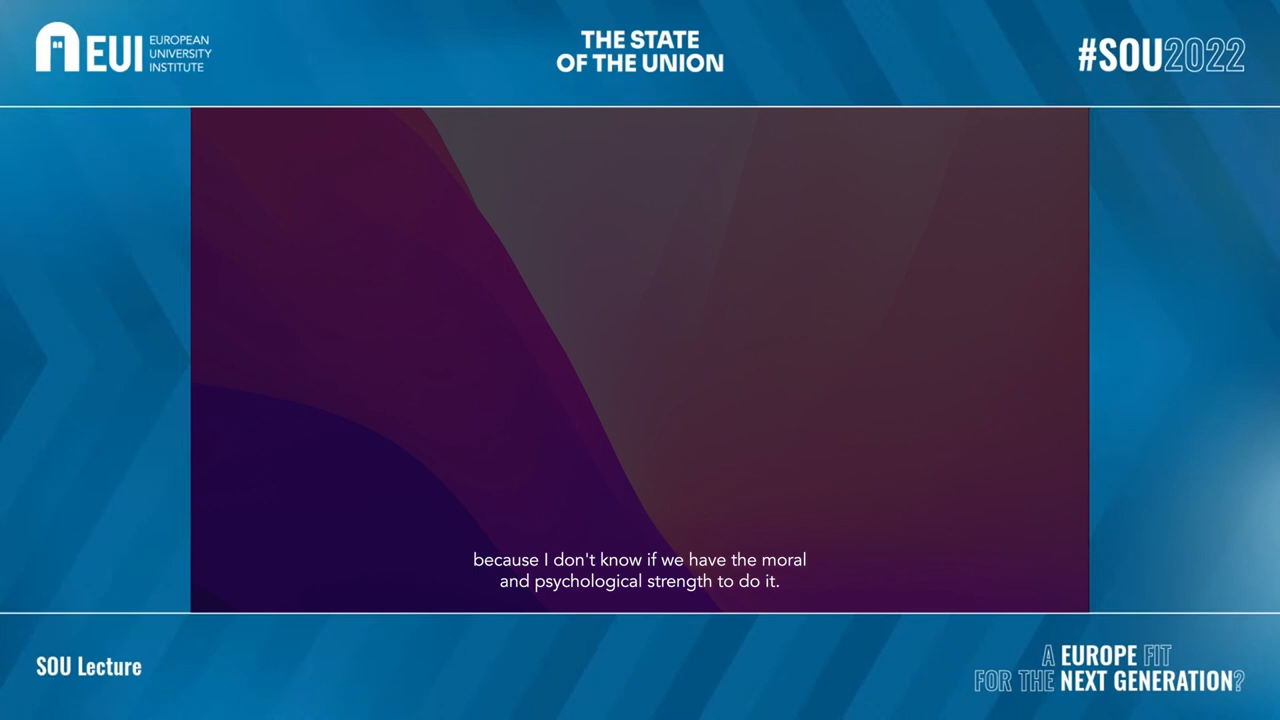 EUI
EUROPEAN
UNIVERSITY
INSTITUTE
THE STATE
OF THE UNION
#SOU2022
because I don't know if we have the moral
and psychological strength to do it.
SOU Lecture
A EUROPE FIT
FOR THE NEXT GENERATION?